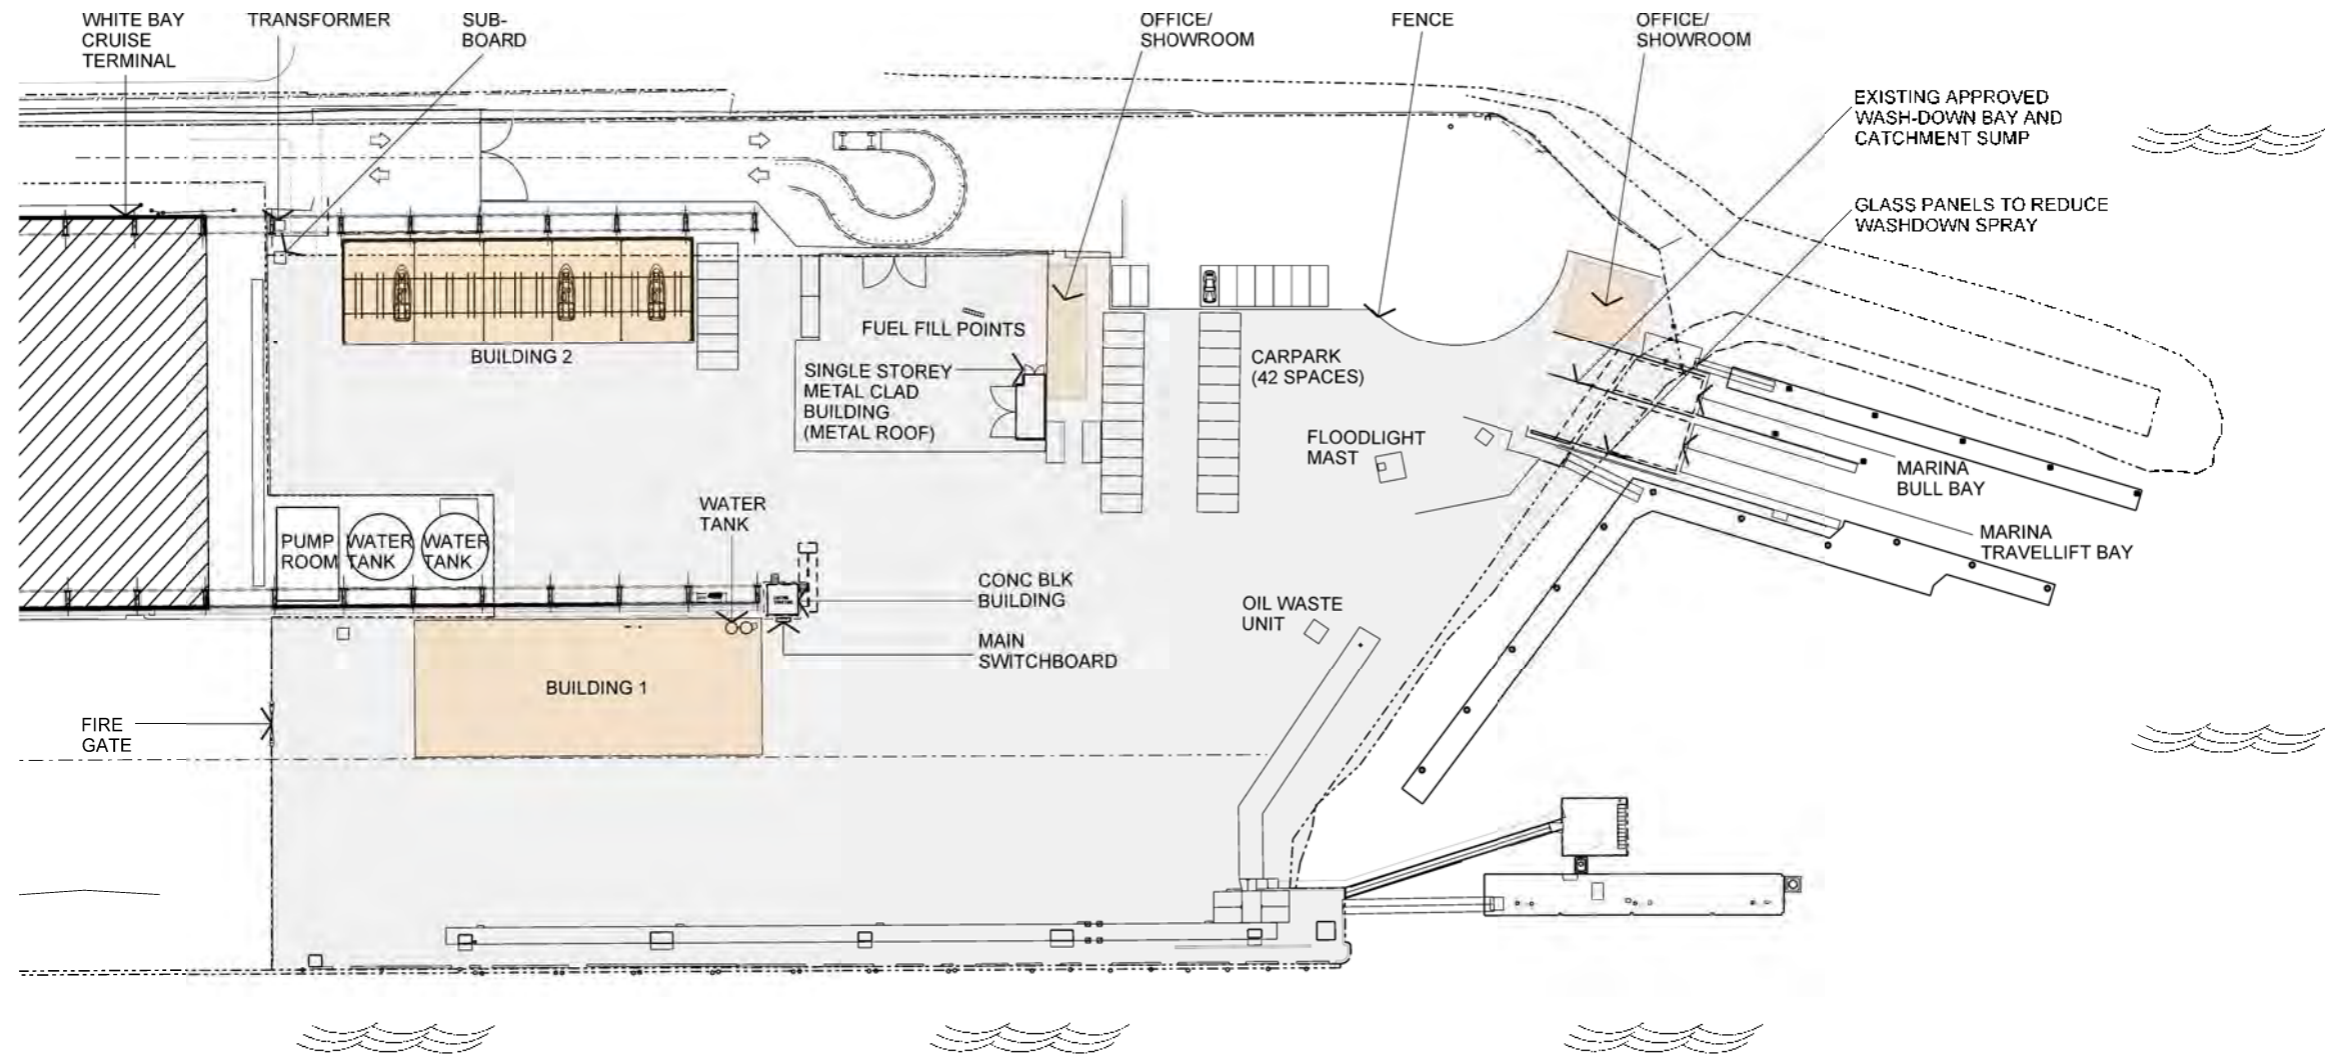 WHITE BAY
CRUISE
TERMINAL
TRANSFORMER
SUB-
BOARD
OFFICE/
SHOWROOM
FENCE
OFFICE/
SHOWROOM
EXISTING APPROVED
WASH-DOWN BAY AND
CATCHMENT SUMP
GLASS PANELS TO REDUCE
WASHDOWN SPRAY
FUEL FILL POINTS
BUILDING 2
SINGLE STOREY
METAL CLAD
BUILDING
(METAL ROOF)
CARPARK
(42 SPACES)
FLOODLIGHT
MAST
MARINA
BULL BAY
WATER
TANK
PUMP
ROOM
WATER
TANK
WATER
TANK
MARINA
TRAVELLIFT BAY
CONC BLK
BUILDING
OIL WASTE
UNIT
MAIN
SWITCHBOARD
BUILDING 1
FIRE
GATE